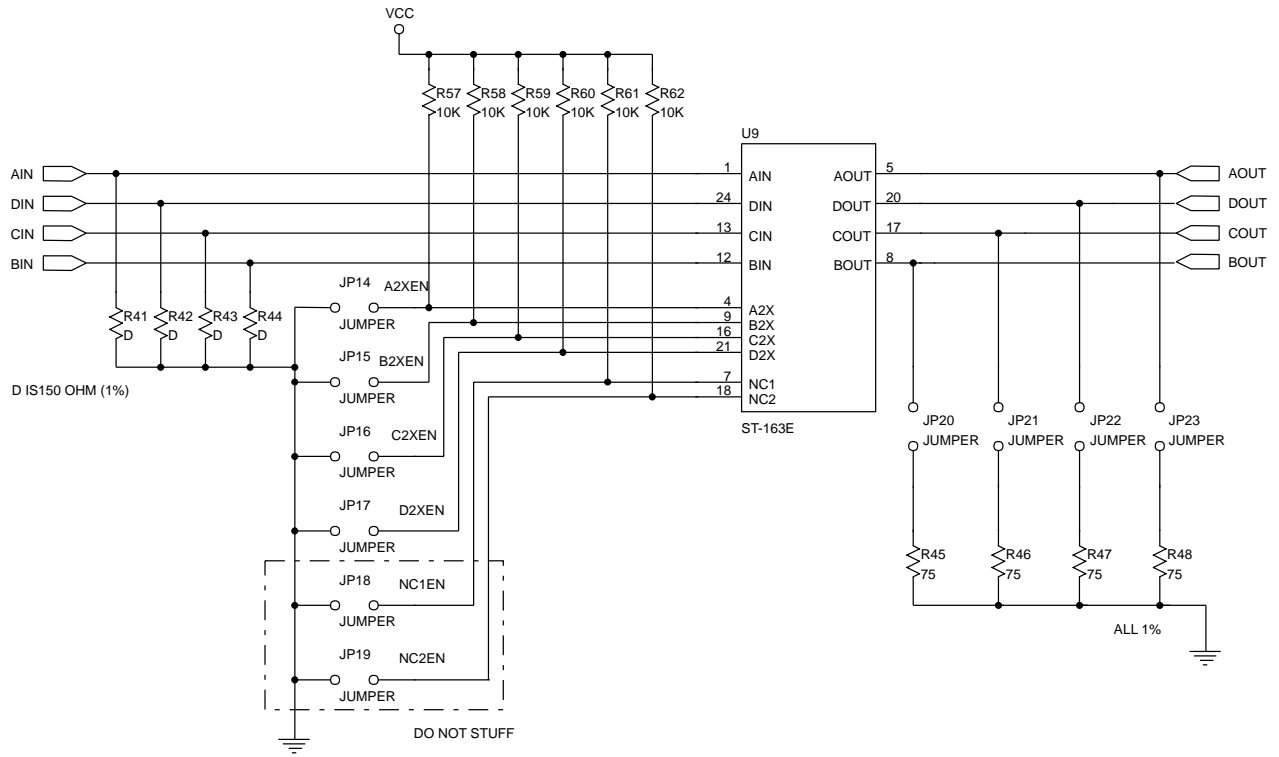 VCC
R57
10K
R58
10K
R59
10K
R60
10K
R61
10K
R62
10K
U9
AIN
DIN
CIN
BIN
1
24
13
12
4
9
16
21
7
18
AIN
DIN
CIN
BIN
A2X
B2X
C2X
D2X
NC1
NC2
AOUT
DOUT
COUT
BOUT
5
20
17
8
AOUT
DOUT
COUT
BOUT
ST-163E
R41
D
R42
D
R43
D
R44
D
D IS150 OHM (1%)
JP14
A2XEN
JUMPER
JP15
B2XEN
JUMPER
JP16
C2XEN
JUMPER
JP17
D2XEN
JUMPER
JP18
NC1EN
JUMPER
JP19
NC2EN
JUMPER
DO NOT STUFF
JP20
JUMPER
JP21
JUMPER
JP22
JUMPER
JP23
JUMPER
R45
75
R46
75
R47
75
R48
75
ALL 1%